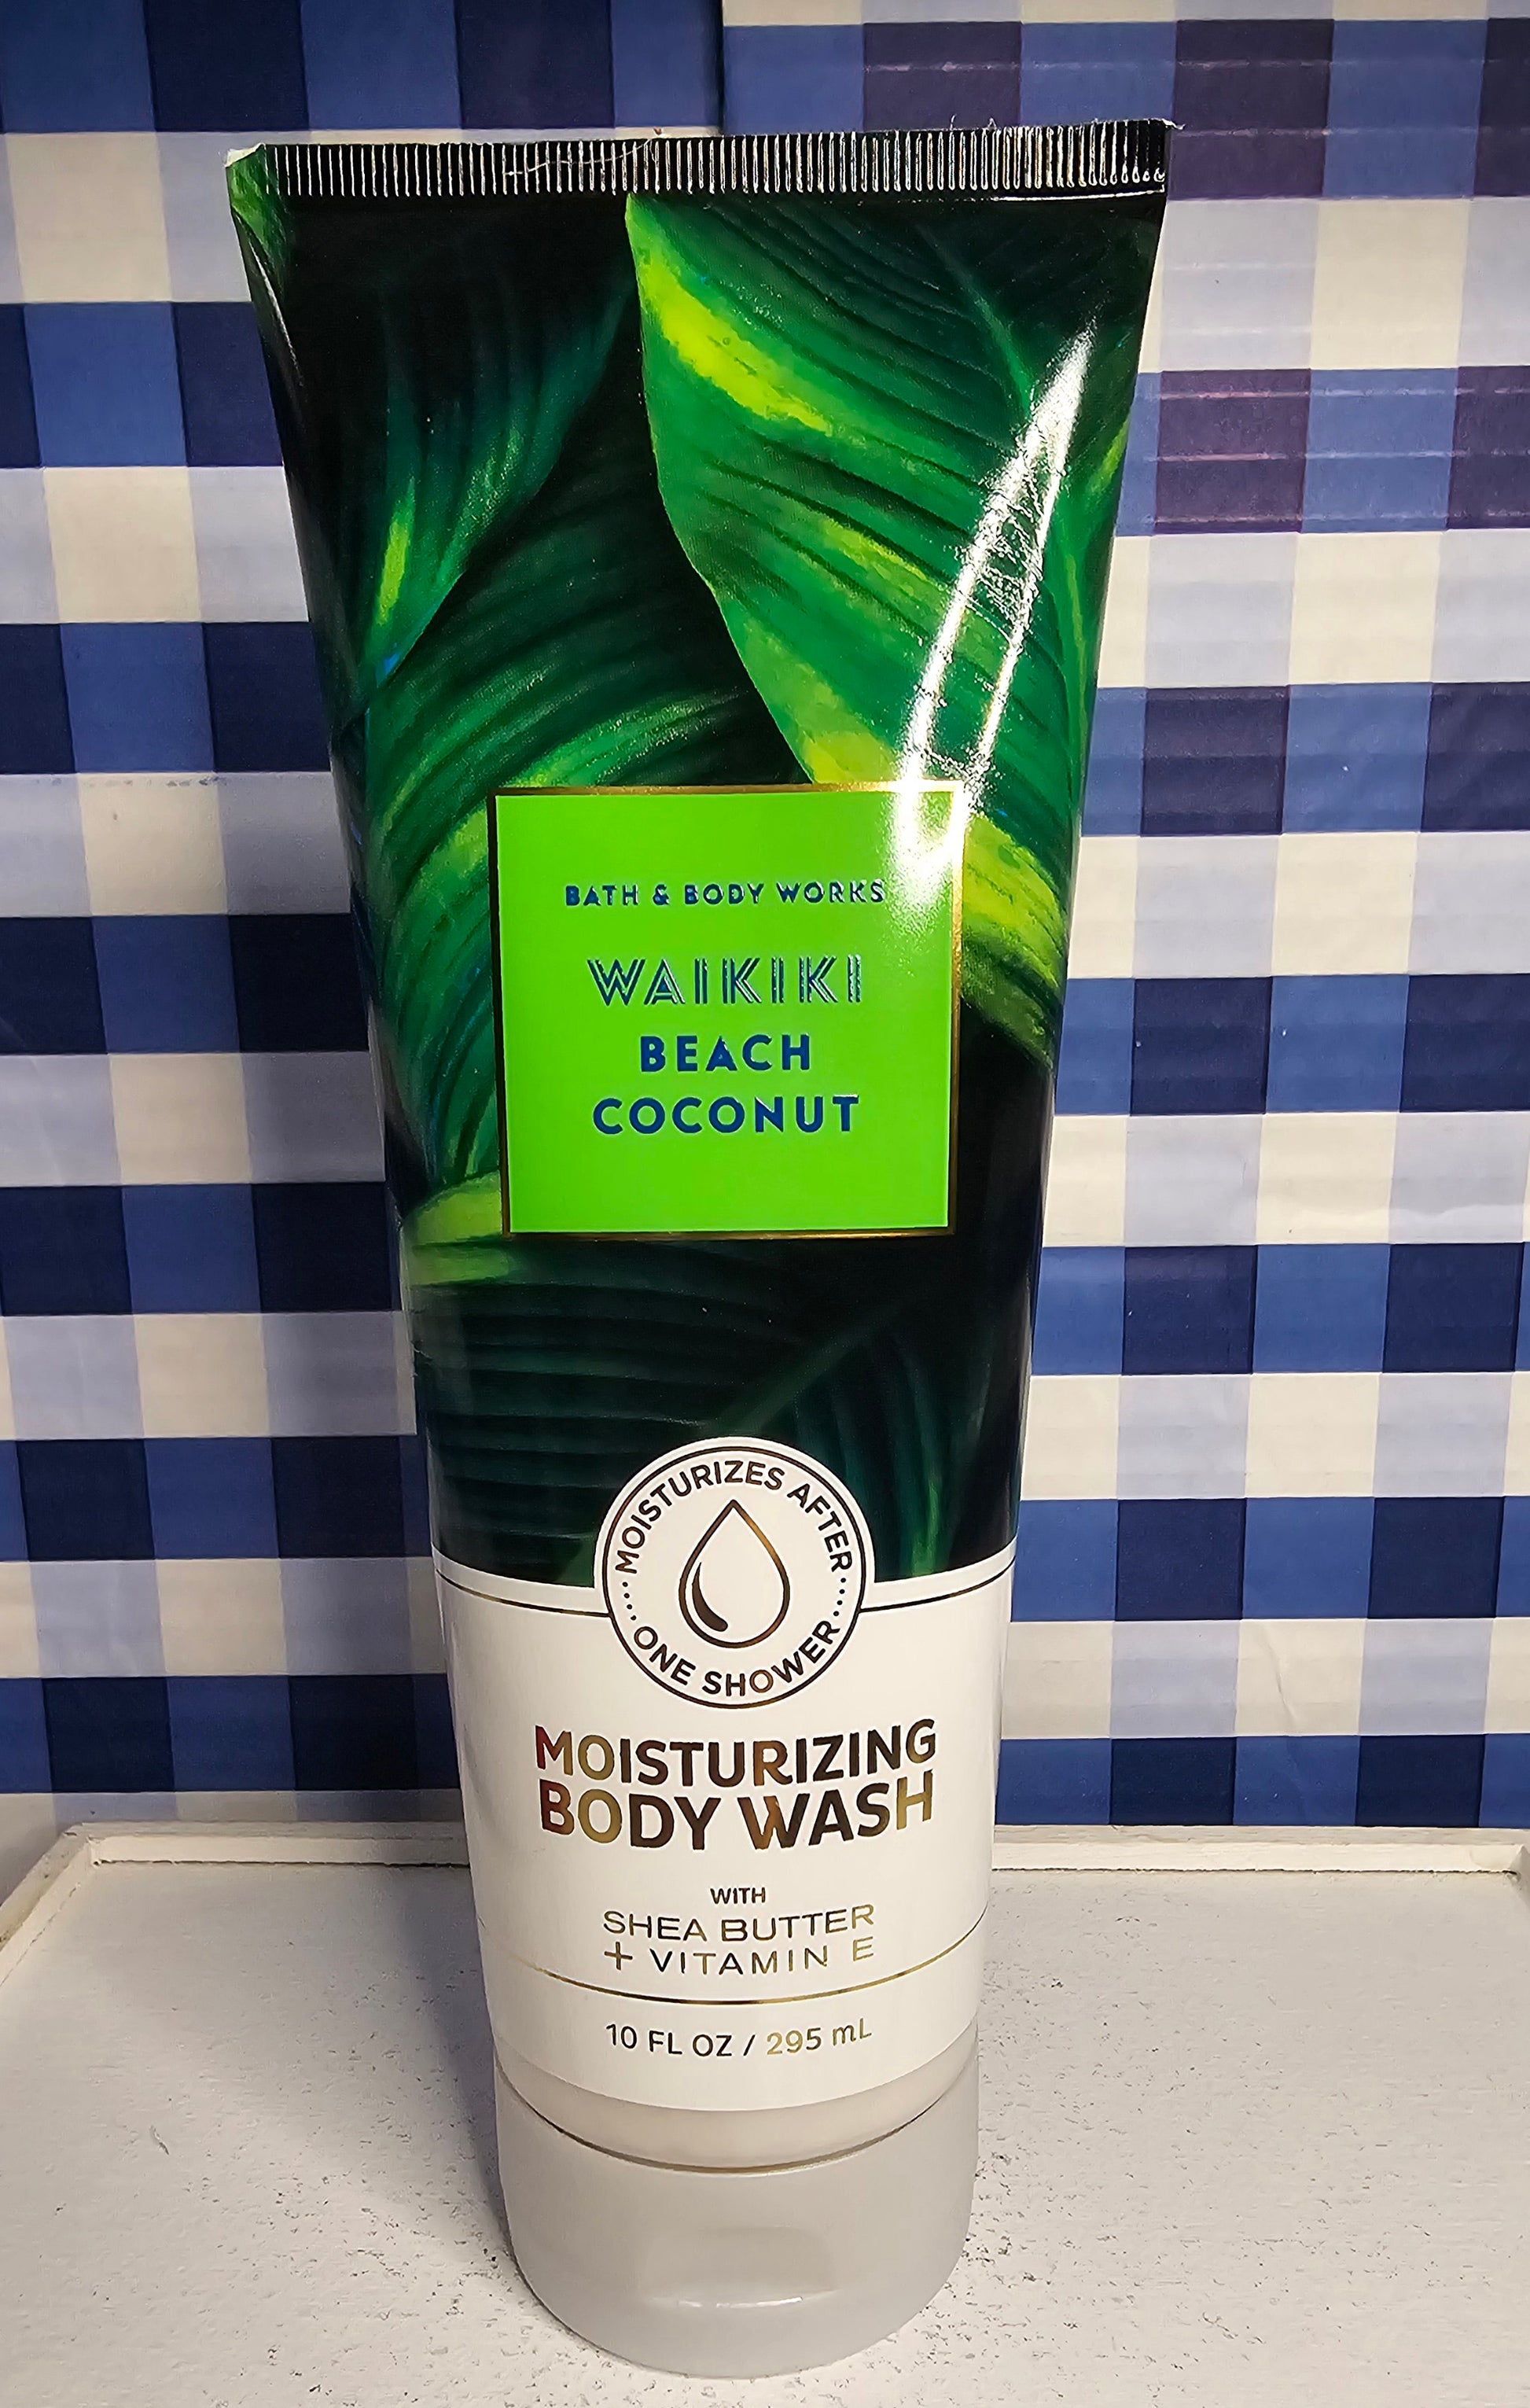 BATH & BODY WORKS
WAIKIKI
BEACH
COCONUT
MOISTURIZES AFTER
ONE SHOWER
MOISTURIZING
BODY WASH
WITH
SHEA BUTTER
+ VITAMIN E
10 FL OZ / 295 mL